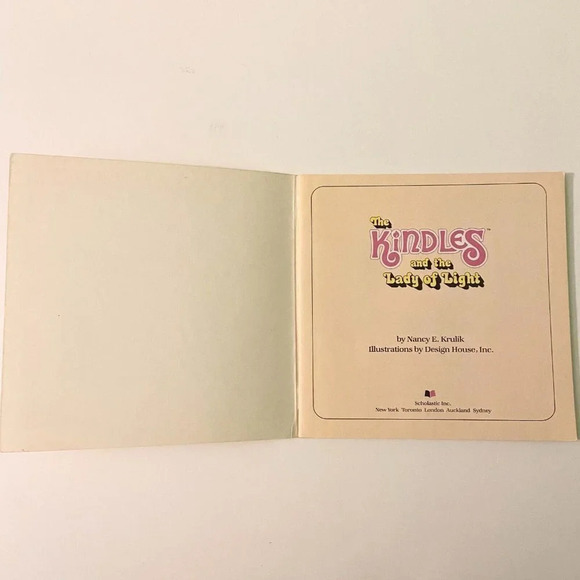 The
KINDLES™
and the
Lady of Light
by Nancy E. Krulik
Illustrations by Design House, Inc.
Scholastic Inc.
New York Toronto London Auckland Sydney